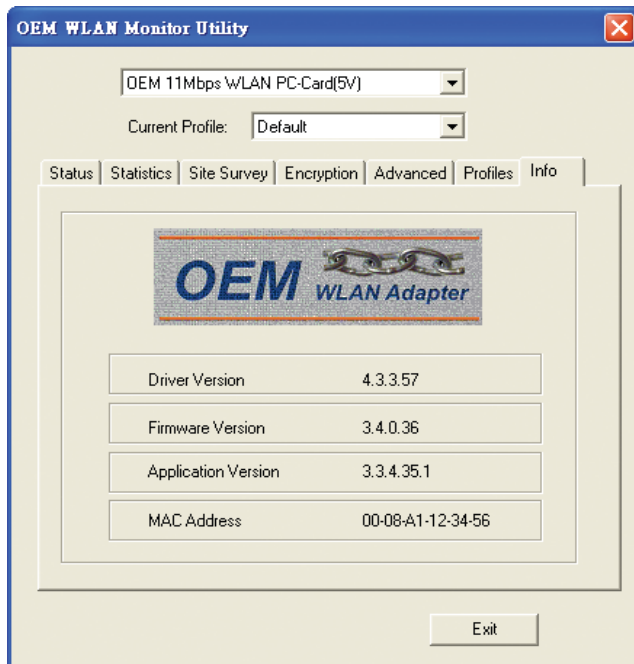 OEM WLAN Monitor Utility
OEM 11Mbps WLAN PC-Card(5V)
Current Profile: Default
Status Statistics Site Survey Encryption Advanced Profiles Info
OEM WLAN Adapter
Driver Version 4.3.3.57
Firmware Version 3.4.0.36
Application Version 3.3.4.35.1
MAC Address 00-08-A1-12-34-56
Exit